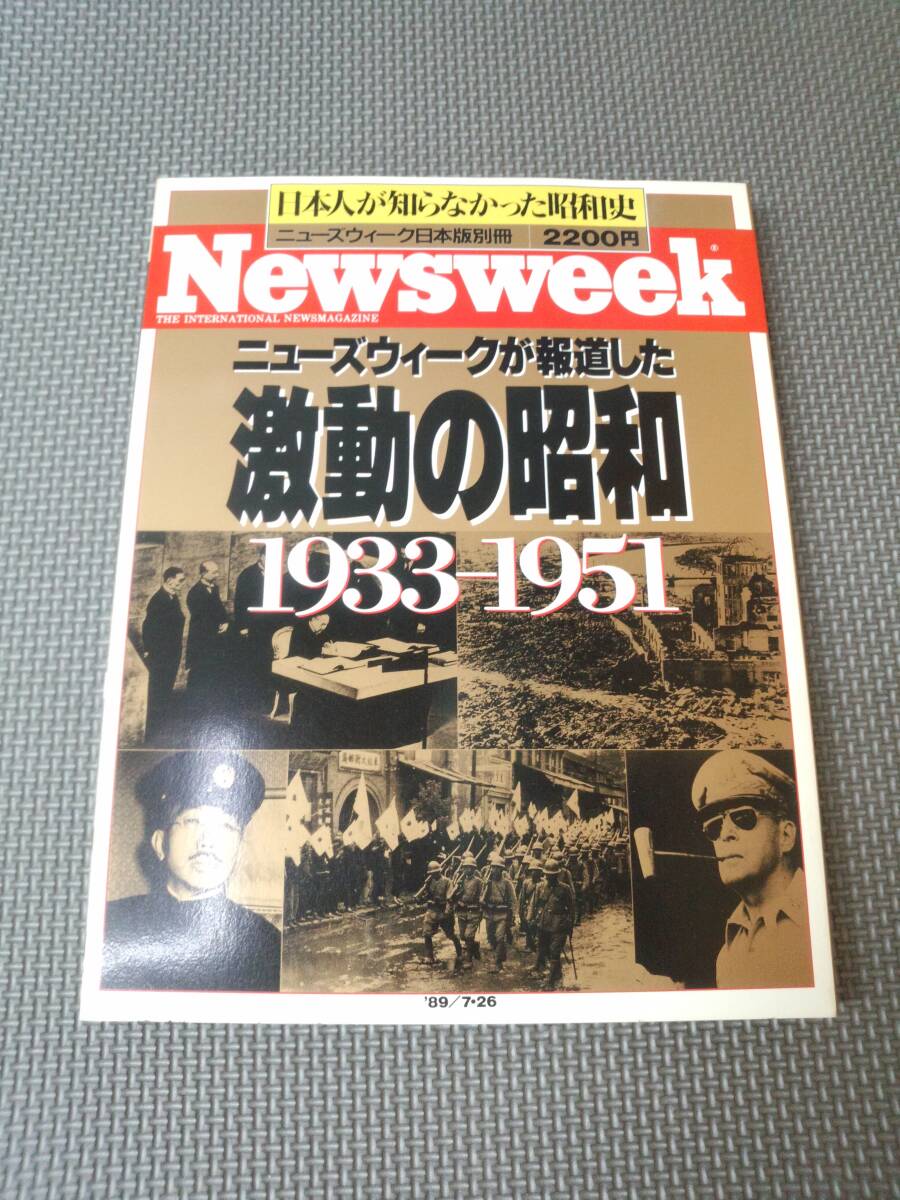 日本人が知らなかった昭和史
ニューズウィーク日本版別冊 2200円
Newsweek®
THE INTERNATIONAL NEWSMAGAZINE
ニューズウィークが報道した
激動の昭和
1933-1951
'89/7・26